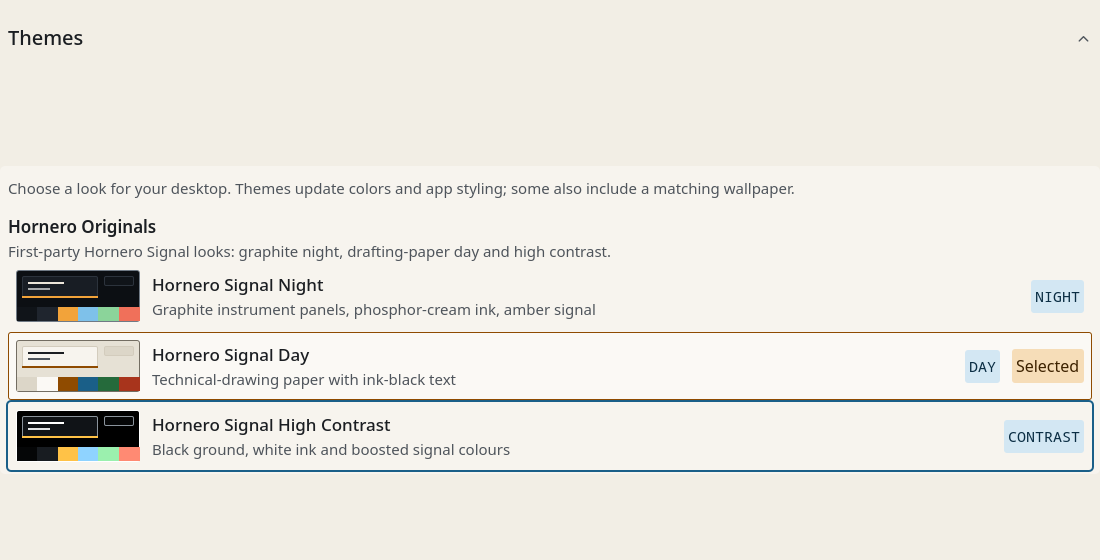 Themes
Choose a look for your desktop. Themes update colors and app styling; some also include a matching wallpaper.
Hornero Originals
First-party Hornero Signal looks: graphite night, drafting-paper day and high contrast.
Hornero Signal Night
Graphite instrument panels, phosphor-cream ink, amber signal
NIGHT
Hornero Signal Day
Technical-drawing paper with ink-black text
DAY
Selected
Hornero Signal High Contrast
Black ground, white ink and boosted signal colours
CONTRAST